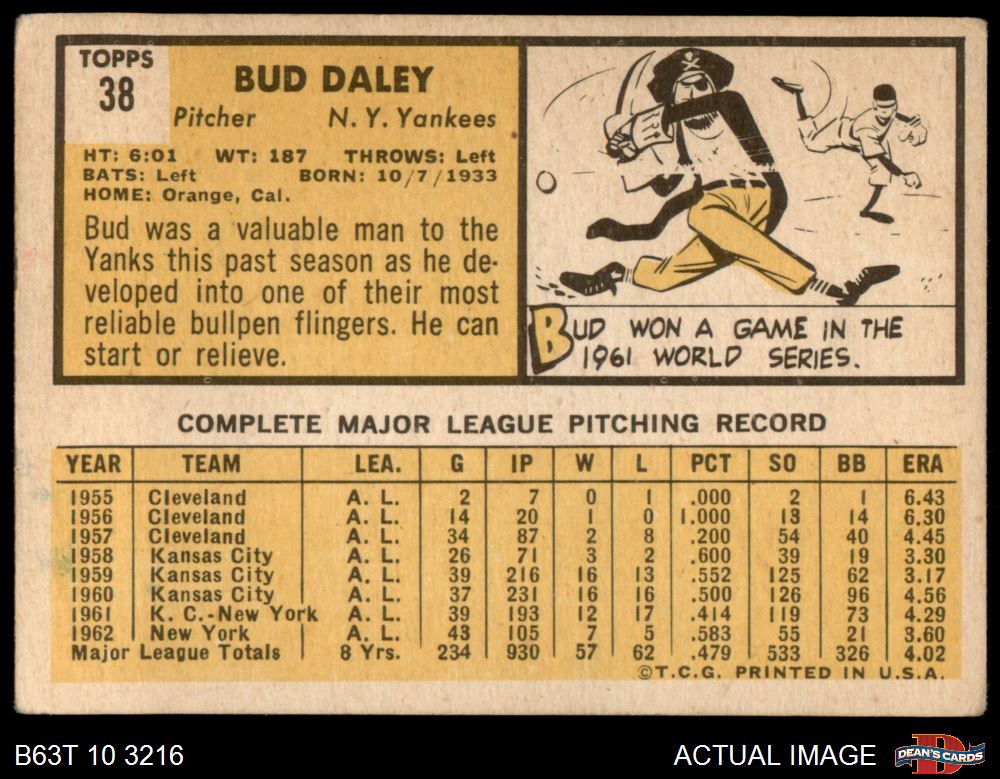 TOPPS
38
BUD DALEY
Pitcher N. Y. Yankees
HT: 6:01 WT: 187 THROWS: Left
BATS: Left BORN: 10/7/1933
HOME: Orange, Cal.
Bud was a valuable man to the
Yanks this past season as he de-
veloped into one of their most
reliable bullpen flingers. He can
start or relieve.
BUD WON A GAME IN THE
1961 WORLD SERIES.
COMPLETE MAJOR LEAGUE PITCHING RECORD
YEAR TEAM LEA. G IP W L PCT SO BB ERA
1955 Cleveland A. L. 2 7 0 1 .000 2 1 6.43
1956 Cleveland A. L. 14 20 1 0 1.000 13 14 6.30
1957 Cleveland A. L. 34 87 2 8 .200 54 40 4.45
1958 Kansas City A. L. 26 71 3 2 .600 39 19 3.30
1959 Kansas City A. L. 39 216 16 13 .552 125 62 3.17
1960 Kansas City A. L. 37 231 16 16 .500 126 96 4.56
1961 K. C.-New York A. L. 39 193 12 17 .414 119 73 4.29
1962 New York A. L. 43 105 7 5 .583 55 21 3.60
Major League Totals 8 Yrs. 234 930 57 62 .479 533 326 4.02
©T.C.G. PRINTED IN U.S.A.
B63T 10 3216 ACTUAL IMAGE D DEAN'S CARDS